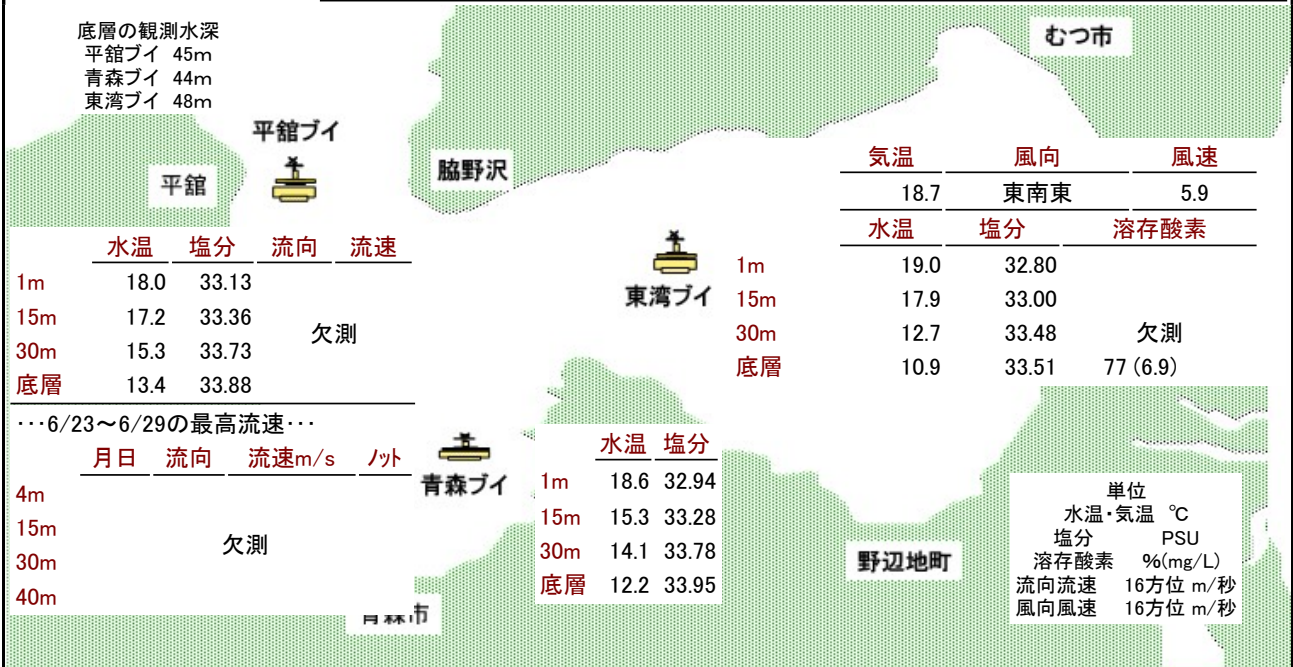 底層の観測水深
平舘ブイ 45m
青森ブイ 44m
東湾ブイ 48m
むつ市
平舘ブイ
平舘
脇野沢
気温 風向 風速
18.7 東南東 5.9
水温 塩分 溶存酸素
1m 19.0 32.80
15m 17.9 33.00
30m 12.7 33.48 欠測
底層 10.9 33.51 77 (6.9)
東湾ブイ
水温 塩分 流向 流速
1m 18.0 33.13
15m 17.2 33.36
欠測
30m 15.3 33.73
底層 13.4 33.88
･･･6/23～6/29の最高流速･･･
月日 流向 流速m/s ノット
4m
15m
欠測
30m
40m
青森ブイ
水温 塩分
1m 18.6 32.94
15m 15.3 33.28
30m 14.1 33.78
底層 12.2 33.95
野辺地町
単位
水温・気温 ℃
塩分 PSU
溶存酸素 %(mg/L)
流向流速 16方位 m/秒
風向風速 16方位 m/秒
青森市